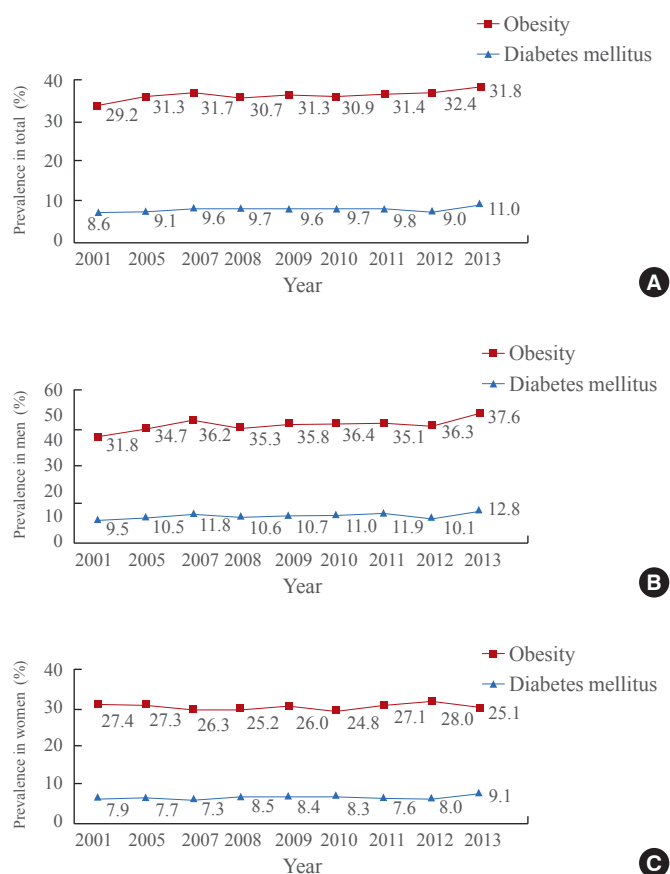 Obesity
Diabetes mellitus
Prevalence in total (%)
40
30
20
10
0
29.2 31.3 31.7 30.7 31.3 30.9 31.4 32.4 31.8
8.6 9.1 9.6 9.7 9.6 9.7 9.8 9.0 11.0
2001 2005 2007 2008 2009 2010 2011 2012 2013
Year
A
Obesity
Diabetes mellitus
Prevalence in men (%)
60
50
40
30
20
10
0
31.8 34.7 36.2 35.3 35.8 36.4 35.1 36.3 37.6
9.5 10.5 11.8 10.6 10.7 11.0 11.9 10.1 12.8
2001 2005 2007 2008 2009 2010 2011 2012 2013
Year
B
Obesity
Diabetes mellitus
Prevalence in women (%)
40
30
20
10
0
27.4 27.3 26.3 25.2 26.0 24.8 27.1 28.0 25.1
7.9 7.7 7.3 8.5 8.4 8.3 7.6 8.0 9.1
2001 2005 2007 2008 2009 2010 2011 2012 2013
Year
C